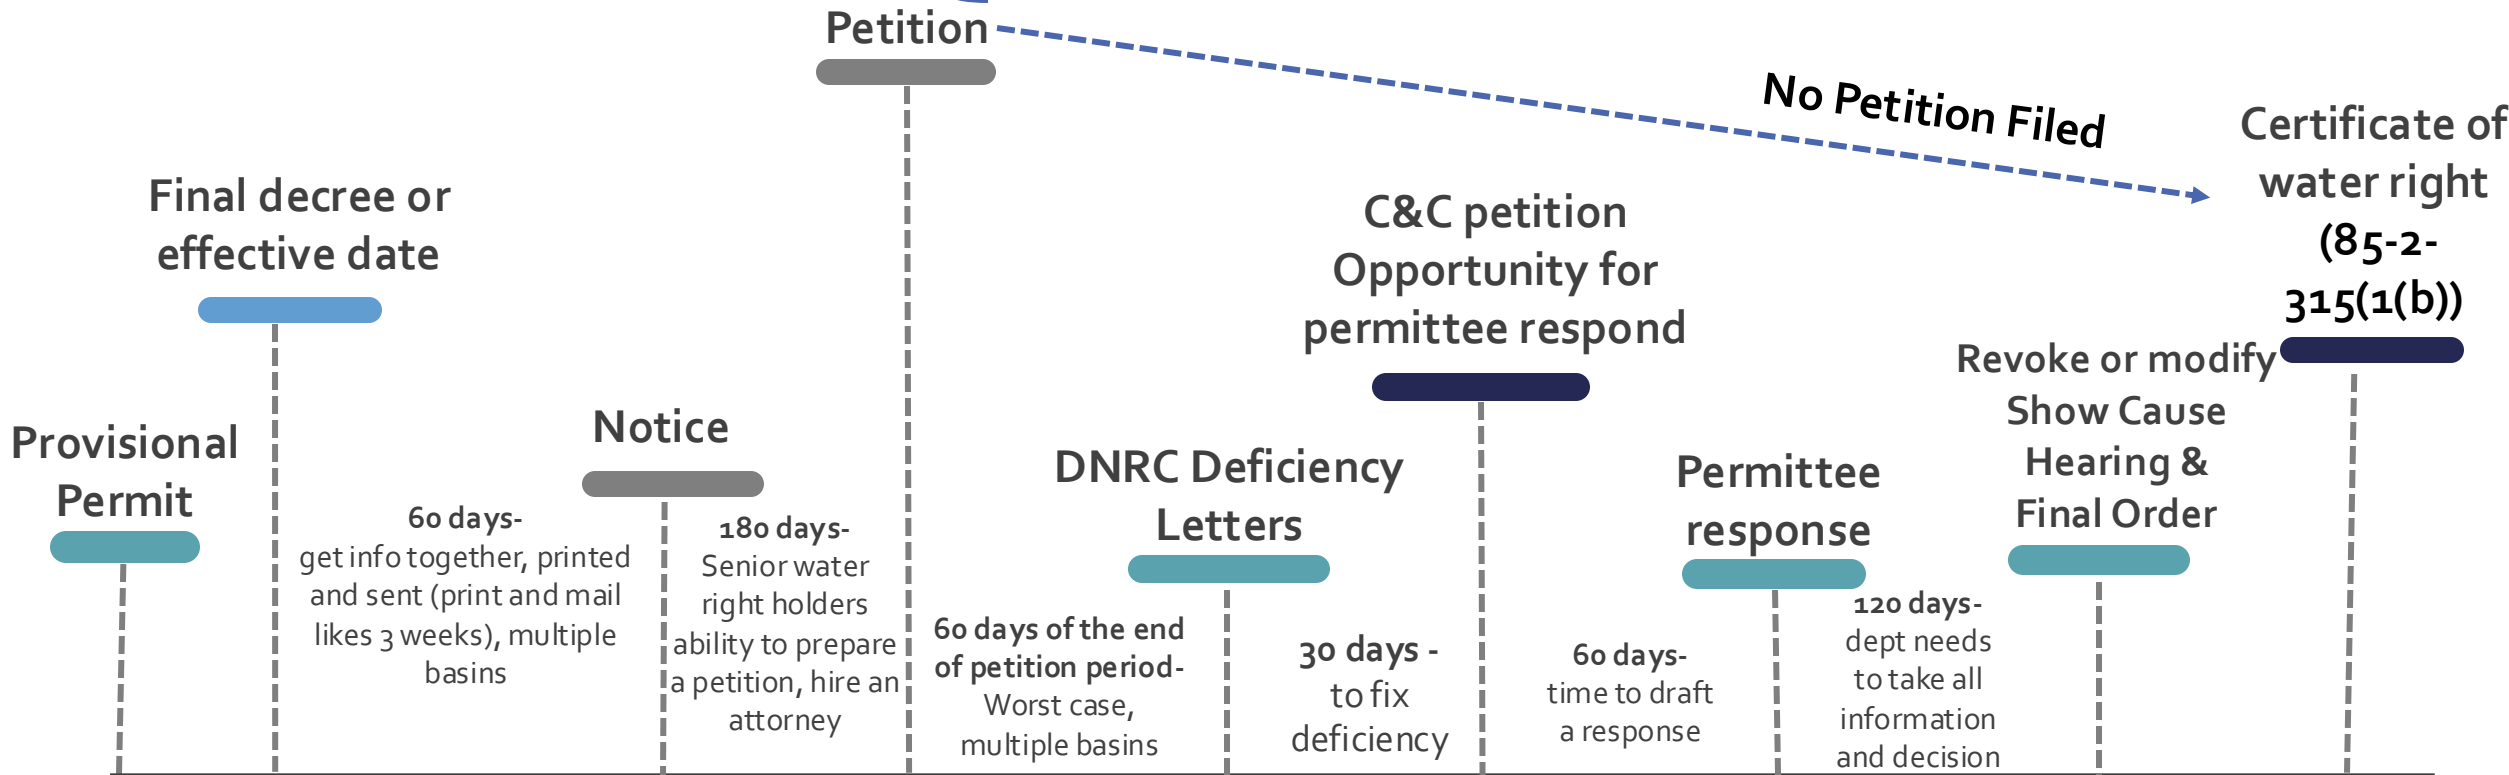 Petition
No Petition Filed
Certificate of
water right
(85-2-
315(1(b))
Final decree or
effective date
C&C petition
Opportunity for
permittee respond
Revoke or modify
Show Cause
Hearing &
Final Order
Provisional
Permit
Notice
DNRC Deficiency
Letters
Permittee
response
60 days-
get info together, printed
and sent (print and mail
likes 3 weeks), multiple
basins
180 days-
Senior water
right holders
ability to prepare
a petition, hire an
attorney
60 days of the end
of petition period-
Worst case,
multiple basins
30 days -
to fix
deficiency
60 days-
time to draft
a response
120 days-
dept needs
to take all
information
and decision